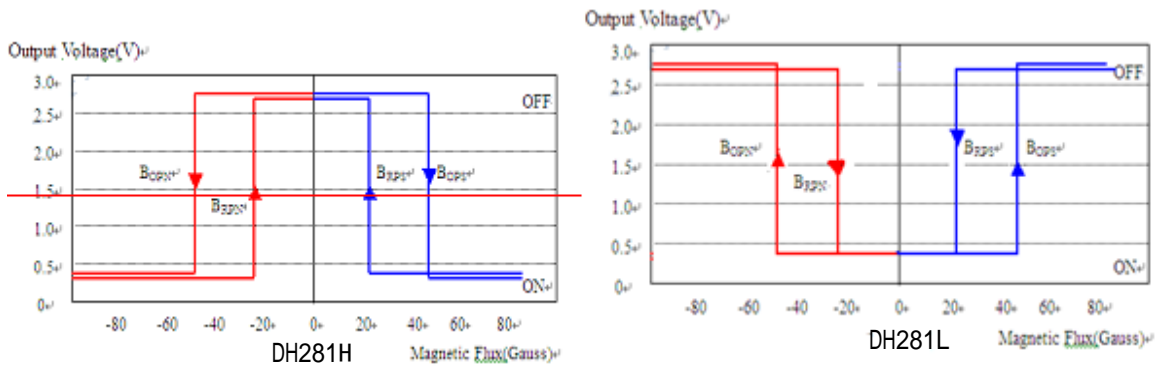 Output Voltage(V)
3.0
2.5
2.0
1.5
1.0
0.5
0
OFF
BOPN
BRPN
BRPS
BOPS
ON
-80 -60 -40 -20 0 20 40 60 80
DH281H
Magnetic Flux(Gauss)
Output Voltage(V)
3.0
2.5
2.0
1.5
1.0
0.5
0
OFF
BOPN
BRPN
BRPS
BOPS
ON
-80 -60 -40 -20 0 20 40 60 80
DH281L
Magnetic Flux(Gauss)